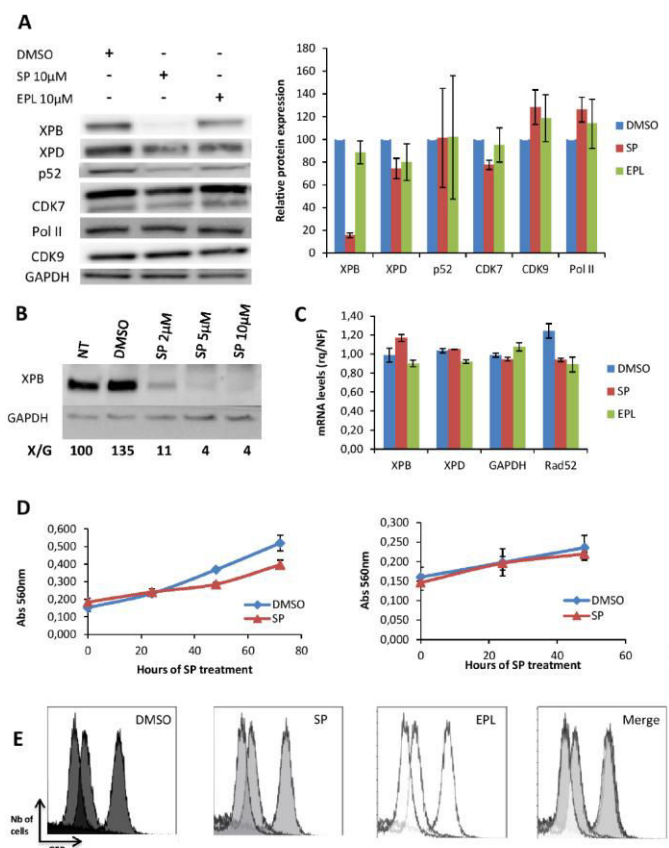 A
DMSO + - -
SP 10µM - + -
EPL 10µM - - +
XPB
XPD
p52
CDK7
Pol II
CDK9
GAPDH
Relative protein expression
180
160
140
120
100
80
60
40
20
0
XPB XPD p52 CDK7 CDK9 Pol II
DMSO
SP
EPL
B
NT DMSO SP 2µM SP 5µM SP 10µM
XPB
GAPDH
X/G 100 135 11 4 4
C
mRNA levels (rq/NF)
1,40
1,20
1,00
0,80
0,60
0,40
0,20
0,00
XPB XPD GAPDH Rad52
DMSO
SP
EPL
D
Abs 560nm
0,600
0,500
0,400
0,300
0,200
0,100
0,000
0 20 40 60 80
Hours of SP treatment
DMSO
SP
Abs 560nm
0,300
0,250
0,200
0,150
0,100
0,050
0,000
0 20 40 60
Hours of SP treatment
DMSO
SP
E
DMSO
SP
EPL
Merge
Nb of
cells